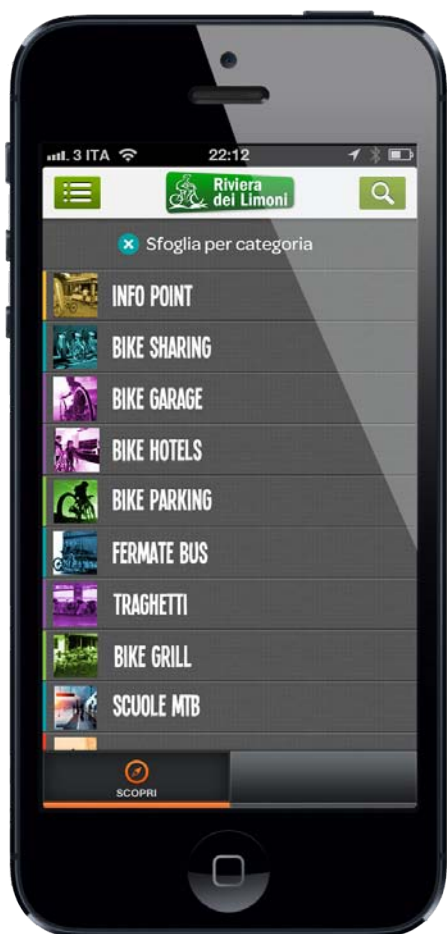 3 ITA 22:12
Riviera
dei Limoni
Sfoglia per categoria
INFO POINT
BIKE SHARING
BIKE GARAGE
BIKE HOTELS
BIKE PARKING
FERMATE BUS
TRAGHETTI
BIKE GRILL
SCUOLE MTB
SCOPRI